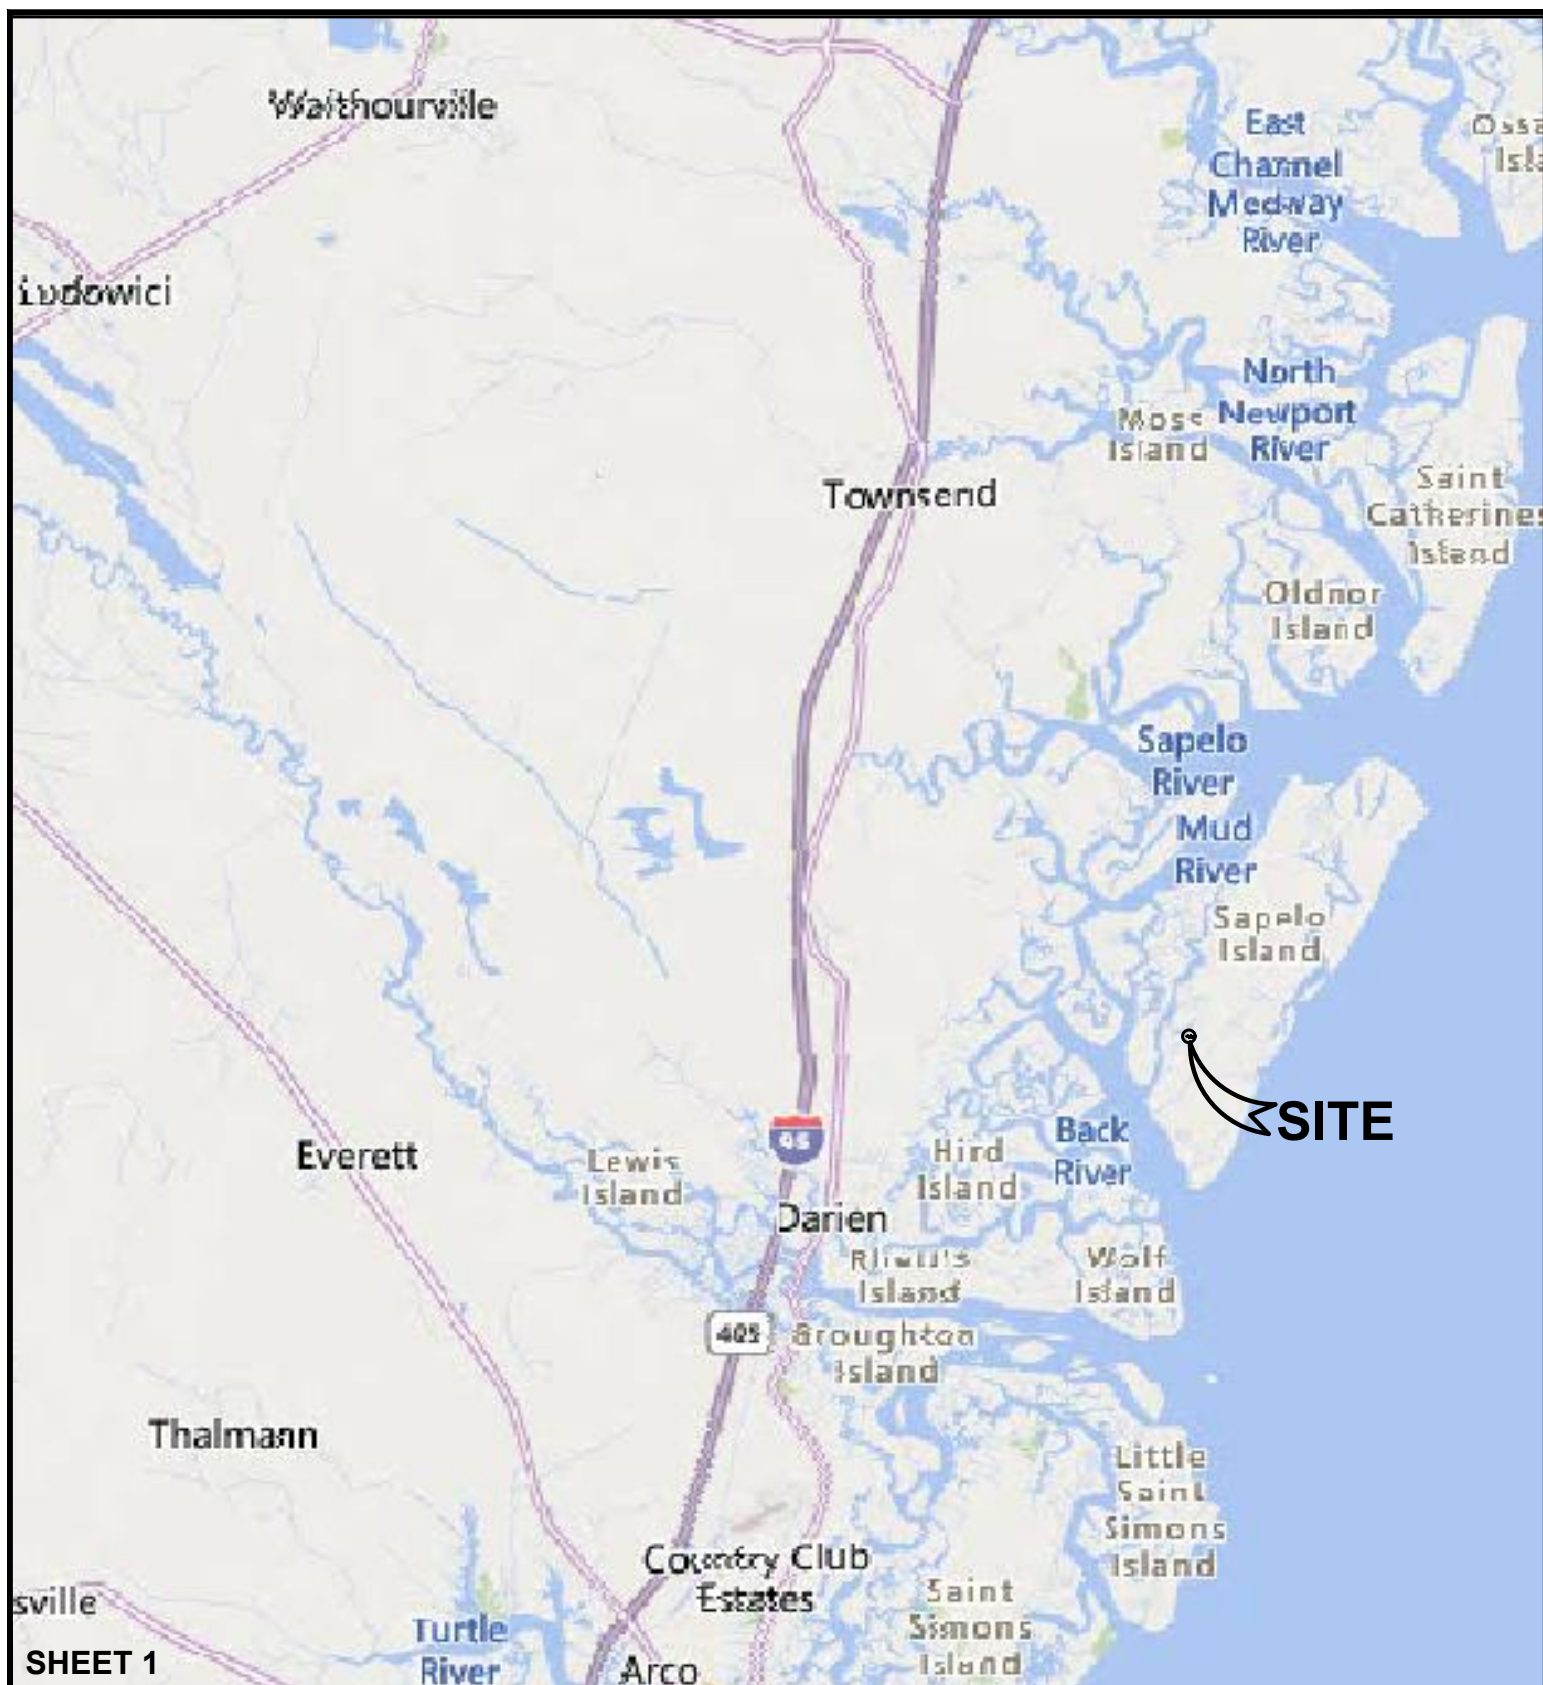 Walthourville
East
Channel
Medway
River
Ossa
Isla
Ludowici
North
Newport
River
Moss
Island
Townsend
Saint
Catherines
Island
Oldnor
Island
Sapelo
River
Mud
River
Sapelo
Island
SITE
Back
River
Hird
Island
Everett
Lewis
Island
95
Darien
Island
Wolf
Island
405
Broughton
Island
Thalmann
Little
Saint
Simons
Island
Country Club
Estates
Saint
Simons
Island
sville
Turtle
River
Arco
SHEET 1